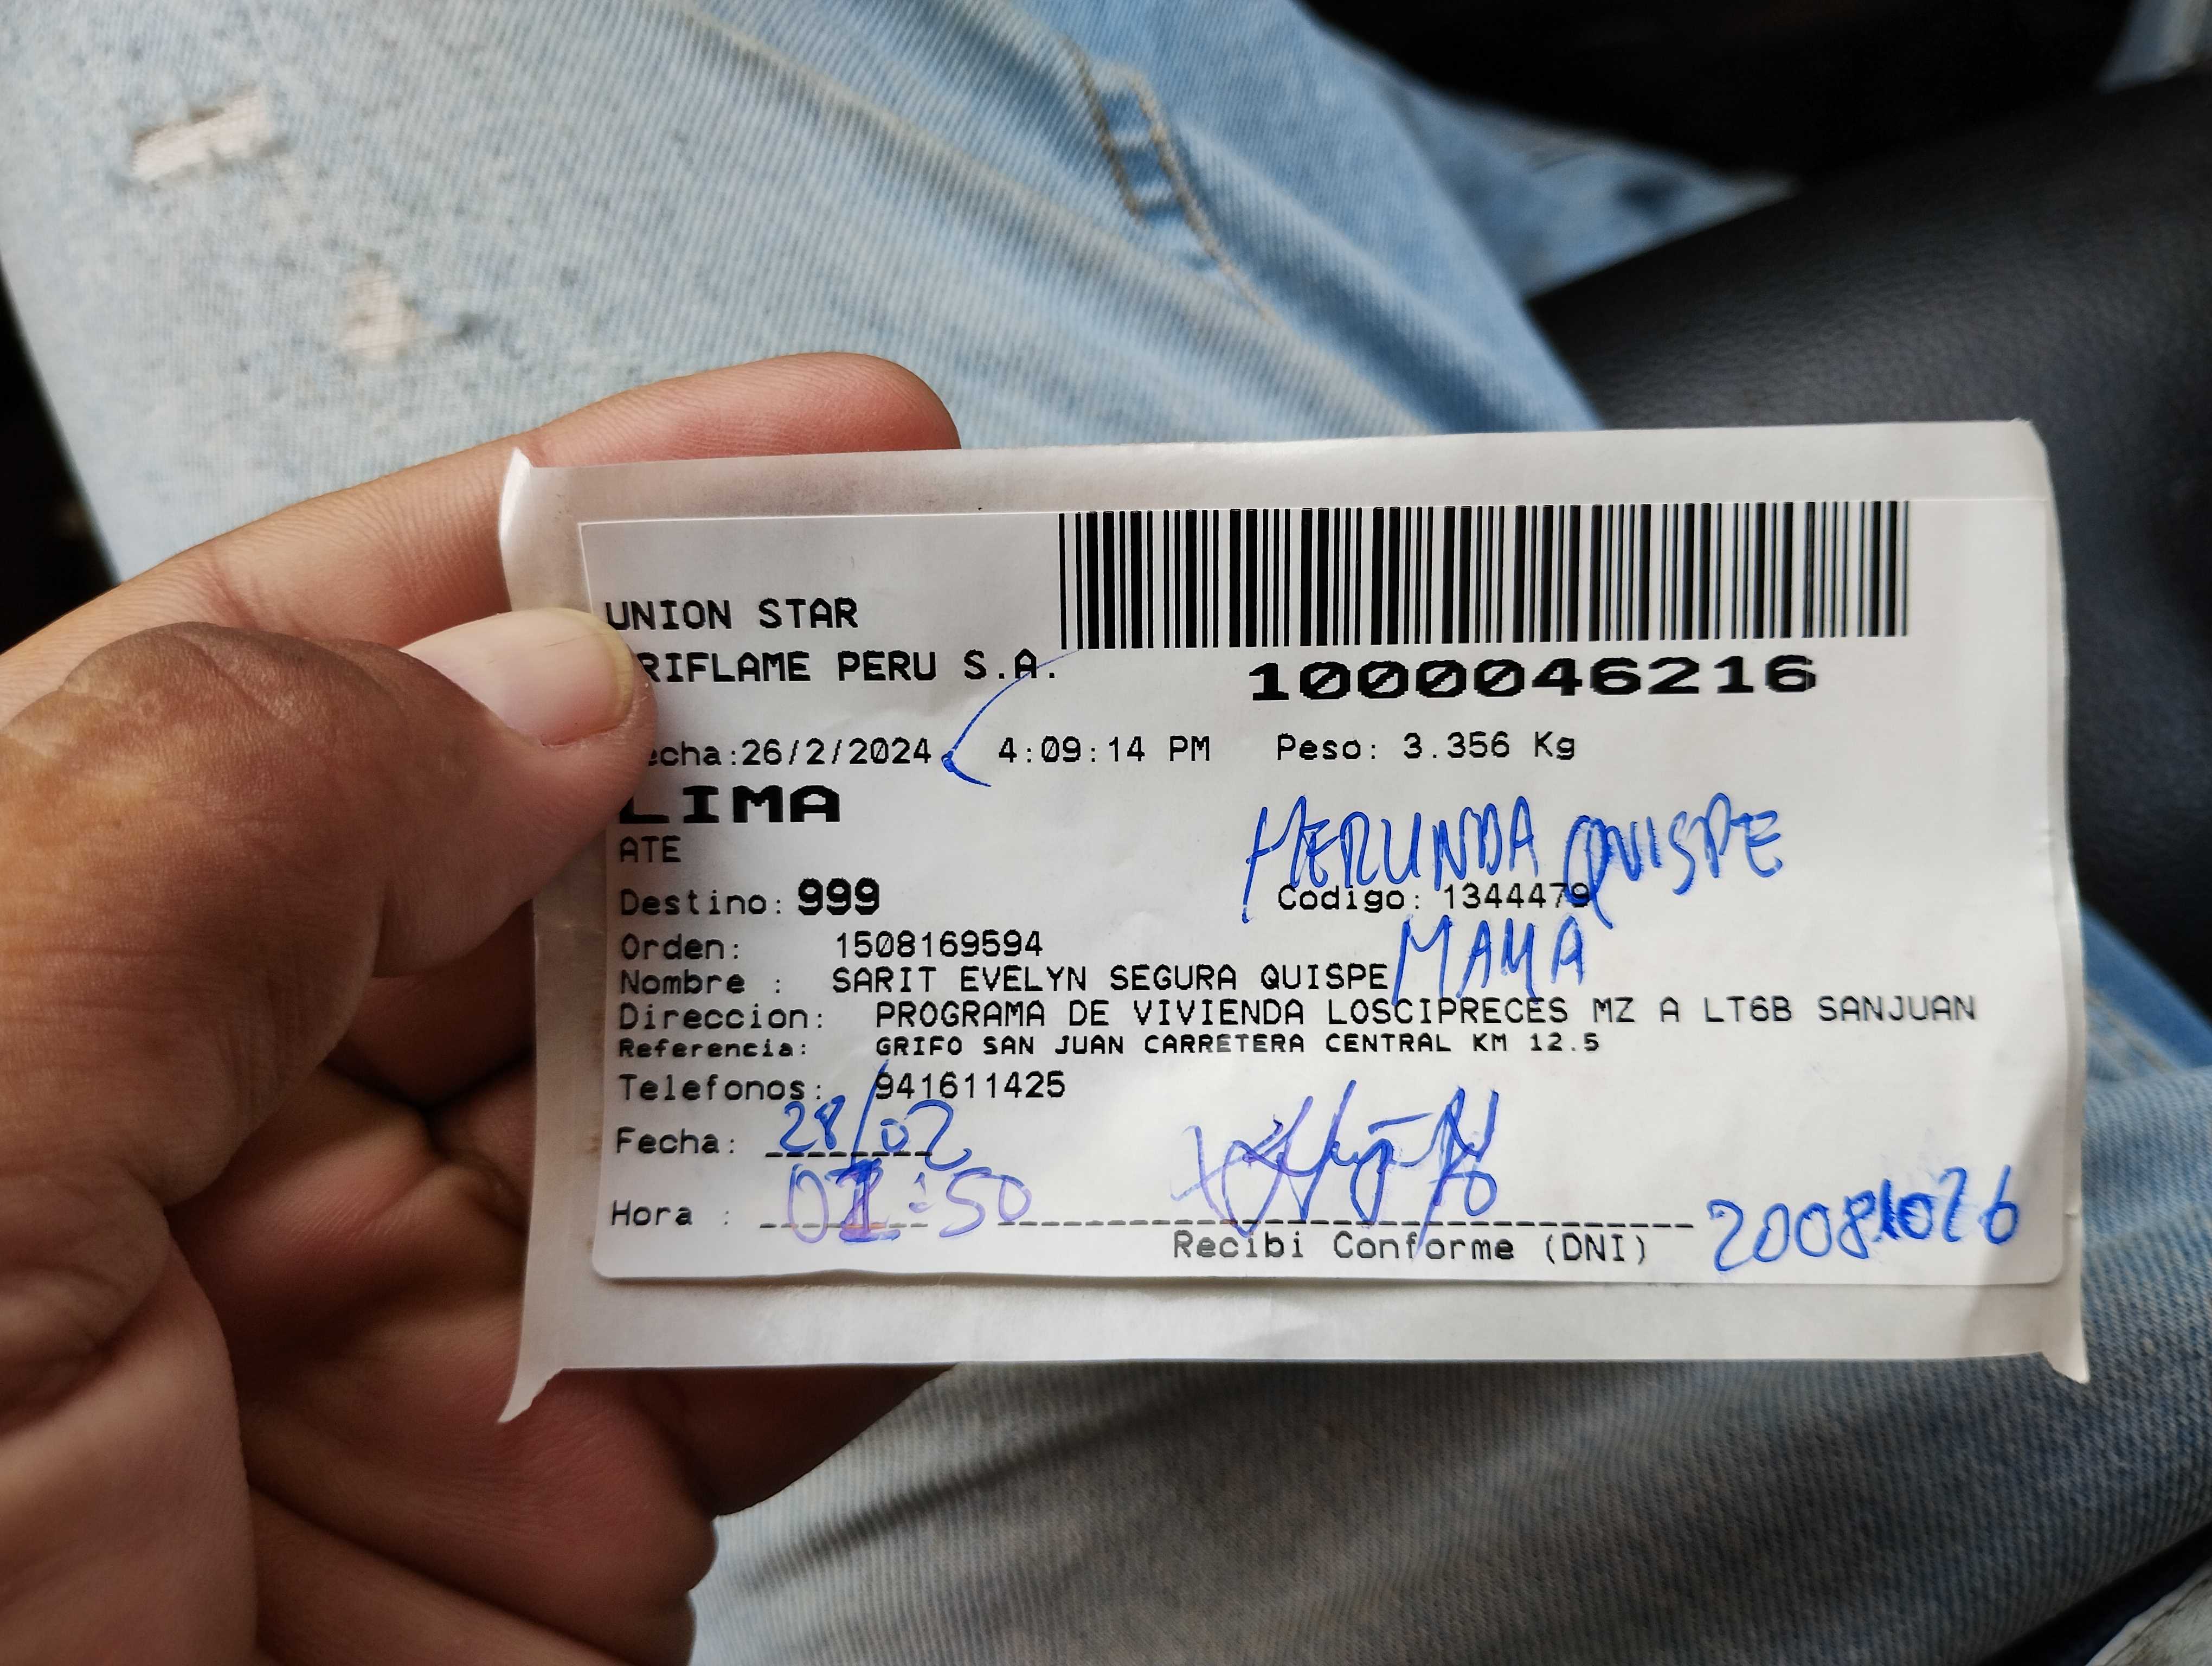 UNION STAR
RIFLAME PERU S.A.
1000046216
echa:26/2/2024 4:09:14 PM Peso: 3.356 Kg
LIMA
ATE
QUISPE
Destino: 999 Codigo: 1344479
MAMA
Orden: 1508169594
Nombre : SARIT EVELYN SEGURA QUISPE
Direccion: PROGRAMA DE VIVIENDA LOSCIPRECES MZ A LT6B SANJUAN
Referencia: GRIFO SAN JUAN CARRETERA CENTRAL KM 12.5
Telefonos: 941611425
Fecha: 28/02
Hora : 01:50
Recibi Conforme (DNI)